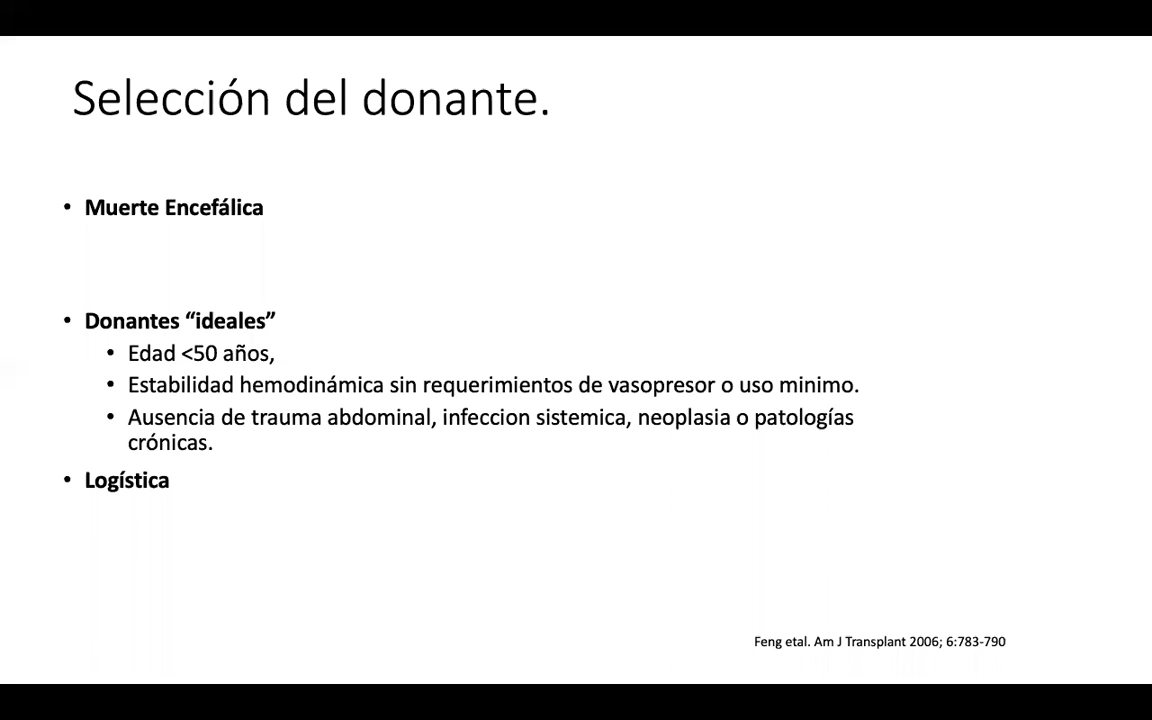 Selección del donante.
• Muerte Encefálica
• Donantes “ideales”
• Edad <50 años,
• Estabilidad hemodinámica sin requerimientos de vasopresor o uso minimo.
• Ausencia de trauma abdominal, infeccion sistemica, neoplasia o patologías
crónicas.
• Logística
Feng etal. Am J Transplant 2006; 6:783-790